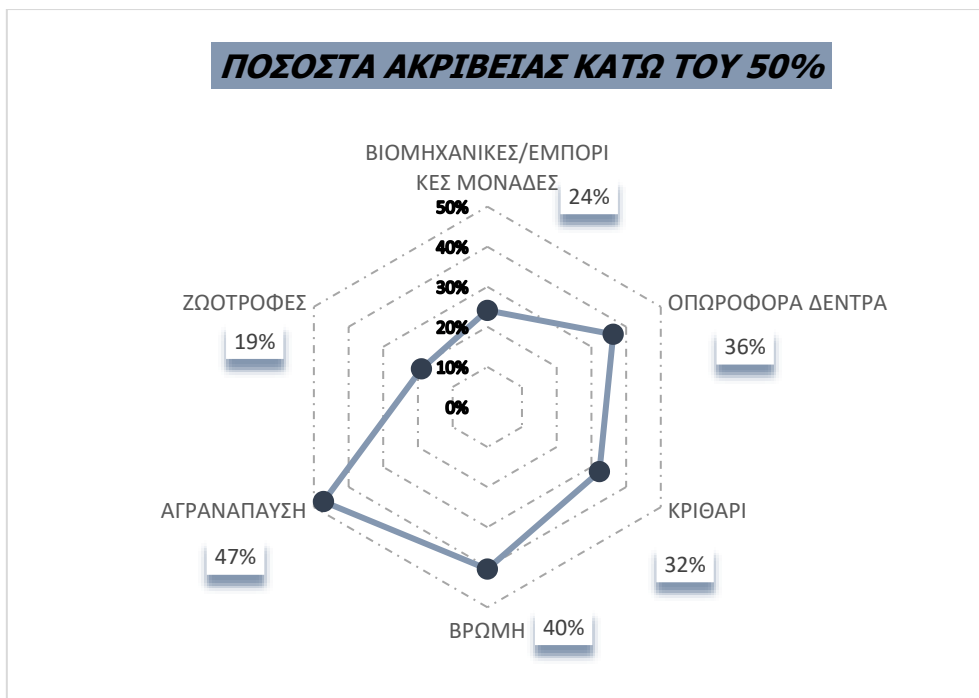 ΠΟΣΟΣΤΑ ΑΚΡΙΒΕΙΑΣ ΚΑΤΩ ΤΟΥ 50%
ΒΙΟΜΗΧΑΝΙΚΕΣ/ΕΜΠΟΡΙ
ΚΕΣ ΜΟΝΑΔΕΣ
24%
50%
40%
30%
20%
10%
0%
ΖΩΟΤΡΟΦΕΣ
19%
ΟΠΩΡΟΦΟΡΑ ΔΕΝΤΡΑ
36%
ΑΓΡΑΝΑΠΑΥΣΗ
47%
ΚΡΙΘΑΡΙ
32%
ΒΡΩΜΗ
40%